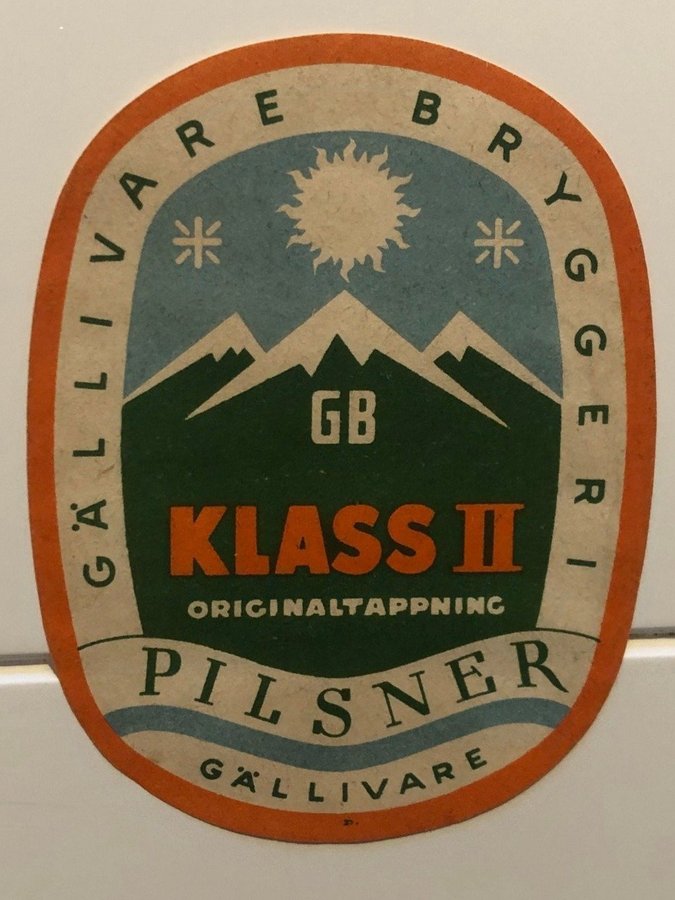 GÄLLIVARE BRYGGERI
GB
KLASS II
ORIGINALTAPPNING
PILSNER
GÄLLIVARE